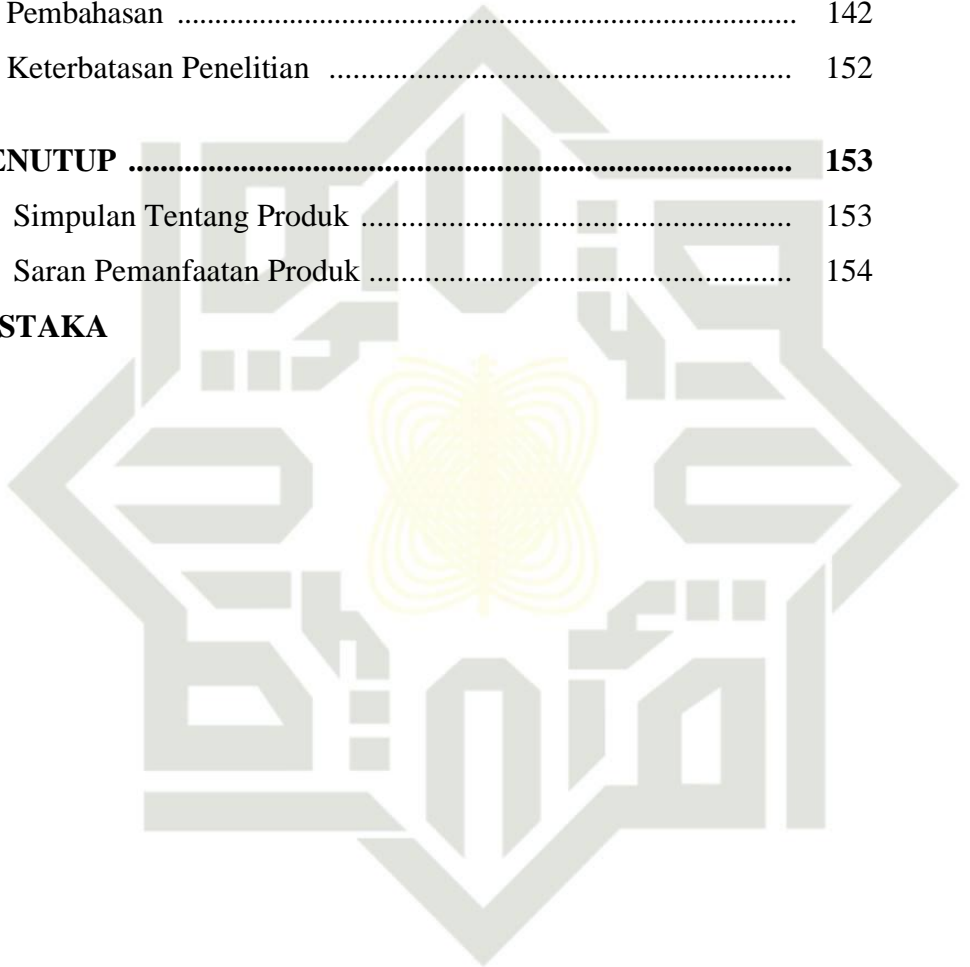 Pembahasan ............................................................................. 142
Keterbatasan Penelitian .......................................................... 152
ENUTUP ................................................................................... 153
Simpulan Tentang Produk ...................................................... 153
Saran Pemanfaatan Produk ..................................................... 154
STAKA